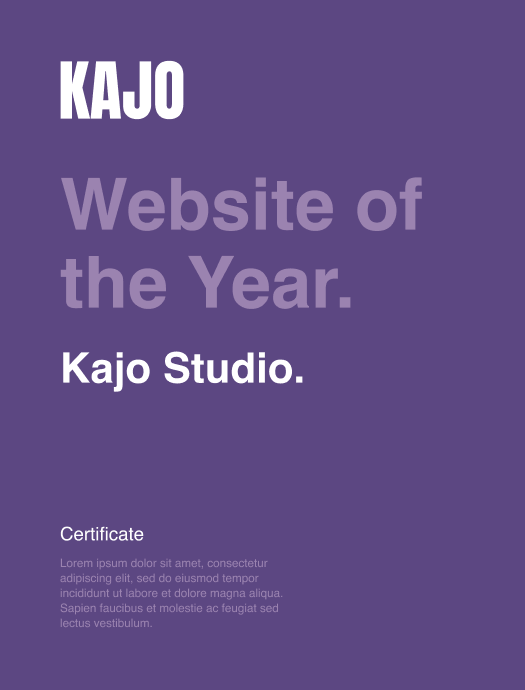 KAJO
Website of
the Year.
Kajo Studio.
Certificate
Lorem ipsum dolor sit amet, consectetur
adipiscing elit, sed do eiusmod tempor
incididunt ut labore et dolore magna aliqua.
Sapien faucibus et molestie ac feugiat sed
lectus vestibulum.